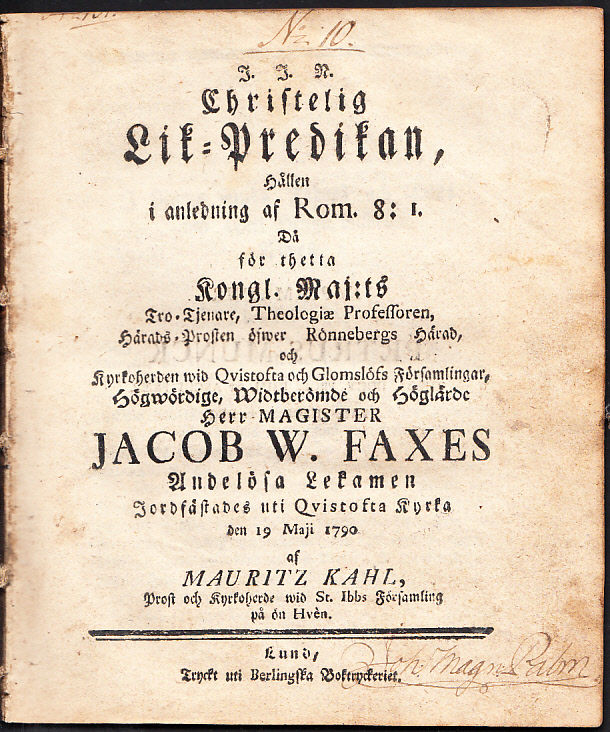 No: 10.
J. J. N.
Christelig
Lik-Predikan,
Hållen
i anledning af Rom. 8: 1.
Då
för thetta
Kongl. Maj:ts
Tro-Tjenare, Theologiæ Professoren,
Härads-Prosten öfwer Rönnebergs Härad,
och
Kyrkoherden wid Qvistofta och Glomslöfs Församlingar,
Högwördige, Widtberömde och Höglärde
Herr MAGISTER
JACOB W. FAXES
Andelösa Lekamen
Jordfästades uti Qvistofta Kyrka
den 19 Maji 1790
af
MAURITZ KAHL,
Prost och Kyrkoherde wid St. Ibbs Församling
på ön Hvèn.
Lund,
Tryckt uti Berlingska Boktryckeriet.
Joh. Magn. Palm